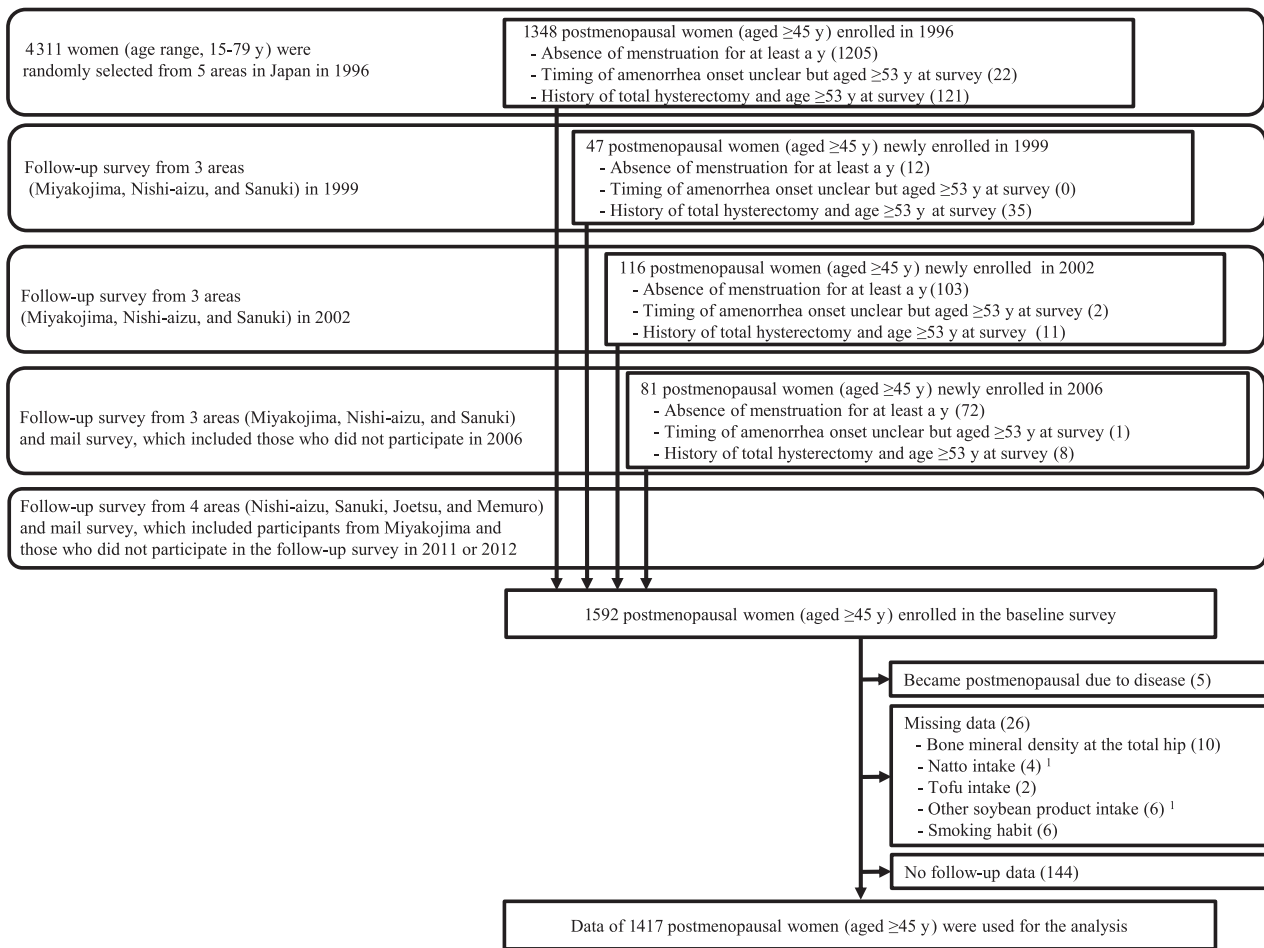 4311 women (age range, 15-79 y) were
randomly selected from 5 areas in Japan in 1996
1348 postmenopausal women (aged ≥45 y) enrolled in 1996
- Absence of menstruation for at least a y (1205)
- Timing of amenorrhea onset unclear but aged ≥53 y at survey (22)
- History of total hysterectomy and age ≥53 y at survey (121)
Follow-up survey from 3 areas
(Miyakojima, Nishi-aizu, and Sanuki) in 1999
47 postmenopausal women (aged ≥45 y) newly enrolled in 1999
- Absence of menstruation for at least a y (12)
- Timing of amenorrhea onset unclear but aged ≥53 y at survey (0)
- History of total hysterectomy and age ≥53 y at survey (35)
Follow-up survey from 3 areas
(Miyakojima, Nishi-aizu, and Sanuki) in 2002
116 postmenopausal women (aged ≥45 y) newly enrolled in 2002
- Absence of menstruation for at least a y (103)
- Timing of amenorrhea onset unclear but aged ≥53 y at survey (2)
- History of total hysterectomy and age ≥53 y at survey (11)
Follow-up survey from 3 areas (Miyakojima, Nishi-aizu, and Sanuki)
and mail survey, which included those who did not participate in 2006
81 postmenopausal women (aged ≥45 y) newly enrolled in 2006
- Absence of menstruation for at least a y (72)
- Timing of amenorrhea onset unclear but aged ≥53 y at survey (1)
- History of total hysterectomy and age ≥53 y at survey (8)
Follow-up survey from 4 areas (Nishi-aizu, Sanuki, Joetsu, and Memuro)
and mail survey, which included participants from Miyakojima and
those who did not participate in the follow-up survey in 2011 or 2012
1592 postmenopausal women (aged ≥45 y) enrolled in the baseline survey
Became postmenopausal due to disease (5)
Missing data (26)
- Bone mineral density at the total hip (10)
- Natto intake (4) ¹
- Tofu intake (2)
- Other soybean product intake (6) ¹
- Smoking habit (6)
No follow-up data (144)
Data of 1417 postmenopausal women (aged ≥45 y) were used for the analysis